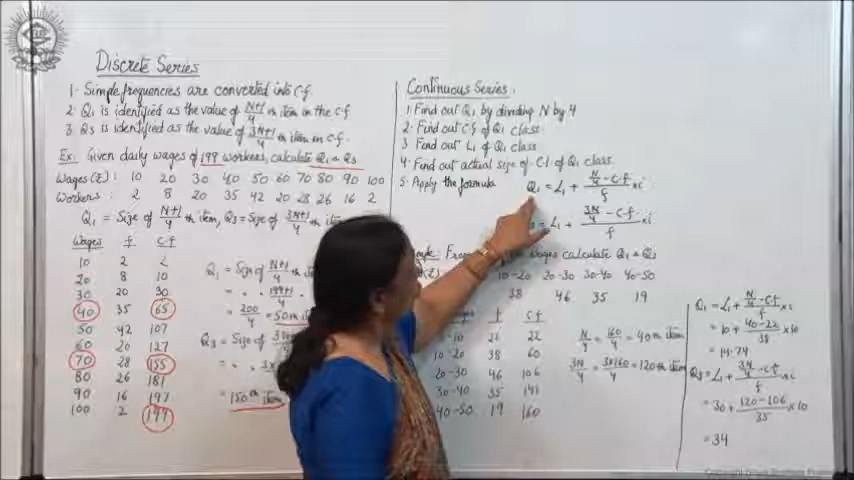 Discrete Series
1. Simple frequencies are converted into C.f
2. Q1 is identified as the value of N+1/4 th item in the c.f
3. Q3 is identified as the value of 3N+1/4 th item in c.f.
Ex: Given daily wages of 199 workers, calculate Q1 & Q3
Wages (₤) 10 20 30 40 50 60 70 80 90 100
Workers 2 8 20 35 42 20 28 26 16 2
Q1 = Size of N+1/4 th item, Q3 = Size of 3N+1/4 th item
Wages f C.f
10 2 2
20 8 10
30 20 30
40 35 65
50 42 107
60 20 127
70 28 155
80 26 181
90 16 197
100 2 199
Q1 = Size of N+1/4 th
= " " 199+1/4
= 200/4 = 50th
Q3 = Size of
= 150th item
Continuous Series:
1. Find out Q1 by dividing N by 4
2. Find out C.f of Q1 class
3. Find out L1 of Q1 class
4. Find out actual size of C.I of Q1 class
5. Apply the formula Q1 = L1 + N/4 - C.f/f × i
= L1 + 3N/4 - C.f/f × i
wages calculate Q1 & Q3
10-20 20-30 30-40 40-50
38 46 35 19
f C.f
0-10 22 22
10-20 38 60
20-30 46 106
30-40 35 141
40-50 19 160
N/4 = 160/4 = 40th item
3N/4 = 3×160/4 = 120th item
Q1 = L1 + N/4 - C.f/f × i
= 10 + 40-22/38 × 10
= 14.74
Q3 = L1 + 3N/4 - C.f/f × i
= 30 + 120-106/35 × 10
= 34